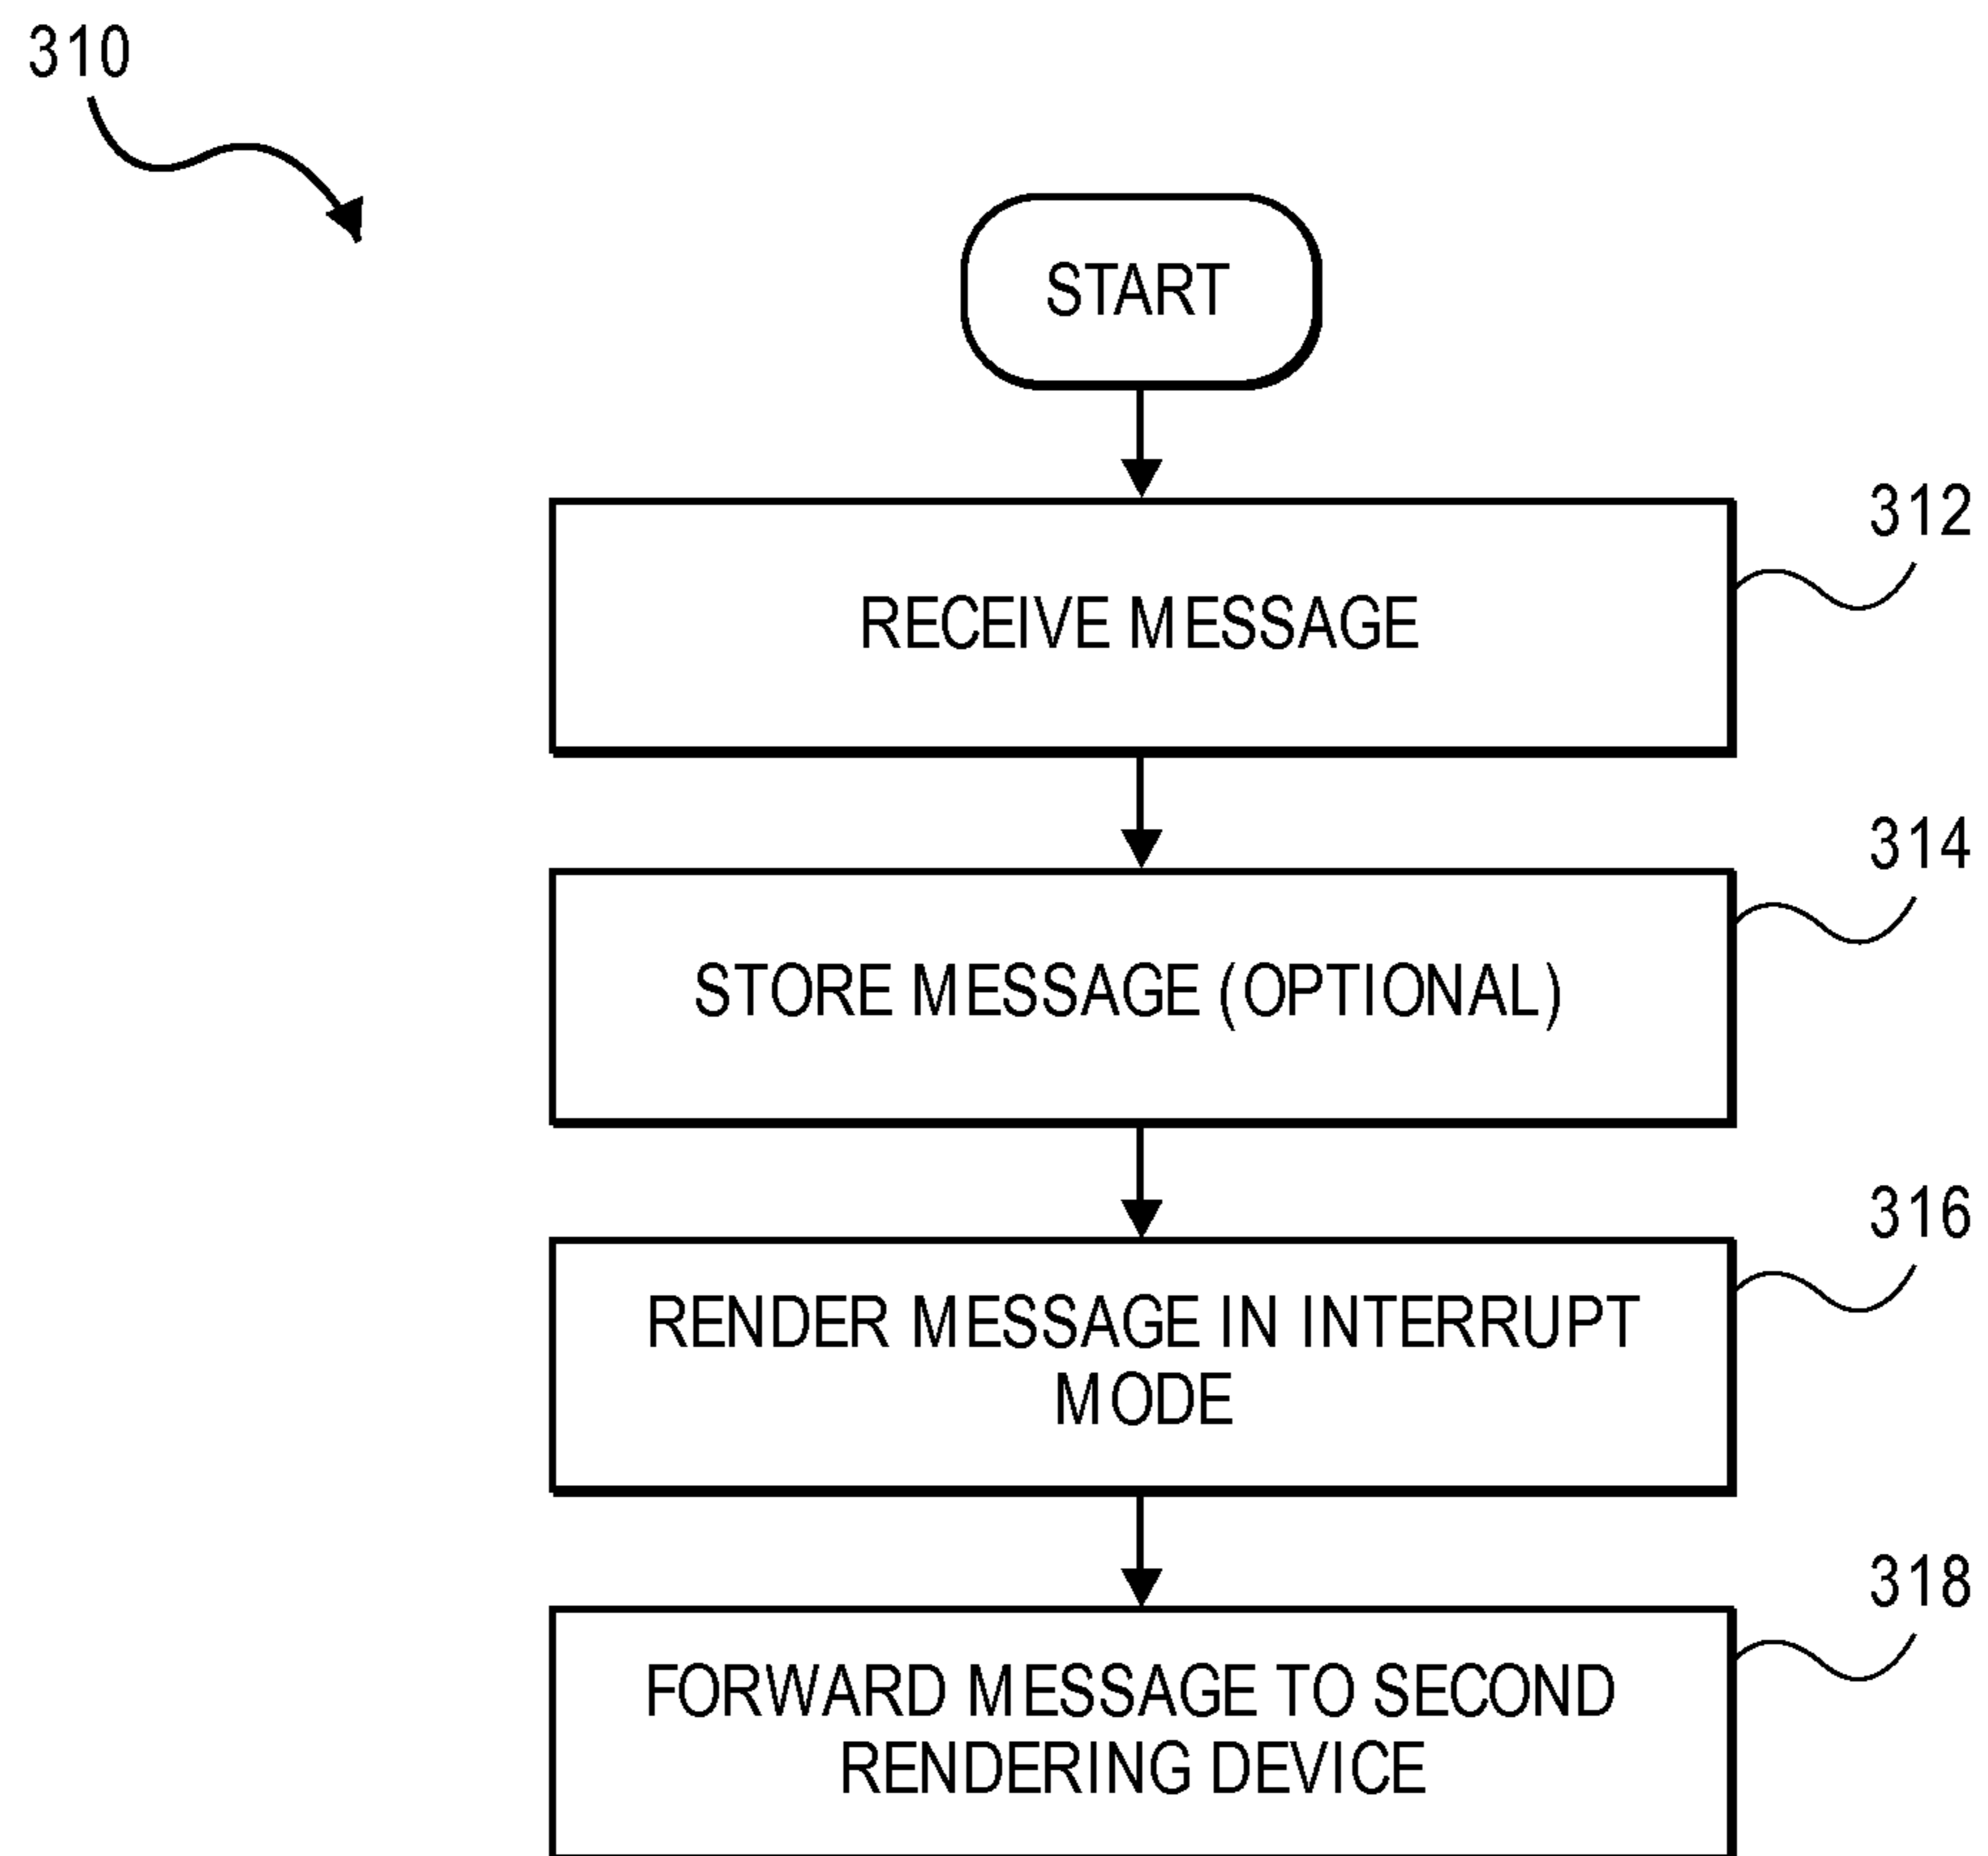 310
START
312
RECEIVE MESSAGE
314
STORE MESSAGE (OPTIONAL)
316
RENDER MESSAGE IN INTERRUPT
MODE
318
FORWARD MESSAGE TO SECOND
RENDERING DEVICE